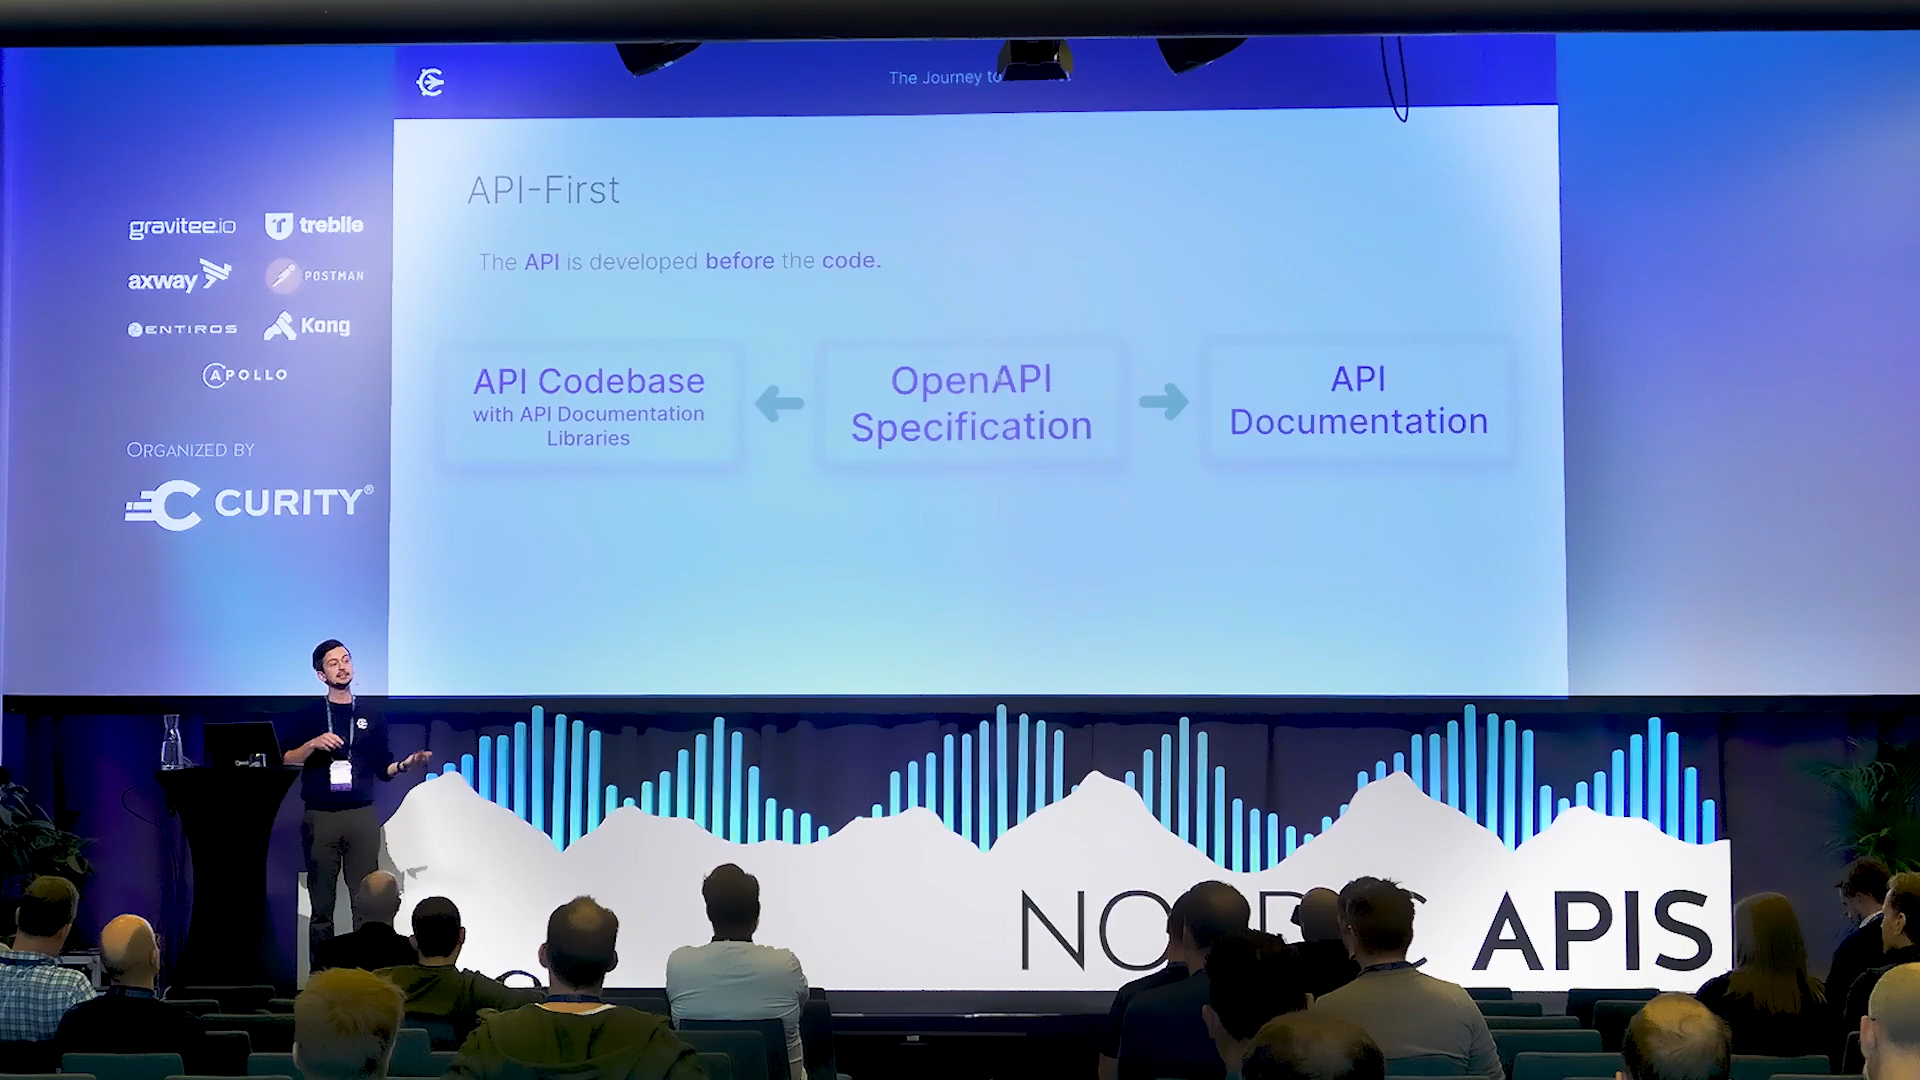 The Journey to
API-First
The API is developed before the code.
API Codebase
with API Documentation
Libraries
OpenAPI
Specification
API
Documentation
gravitee.io
treblle
axway
POSTMAN
ENTIROS
Kong
APOLLO
ORGANIZED BY
CURITY®
APIS